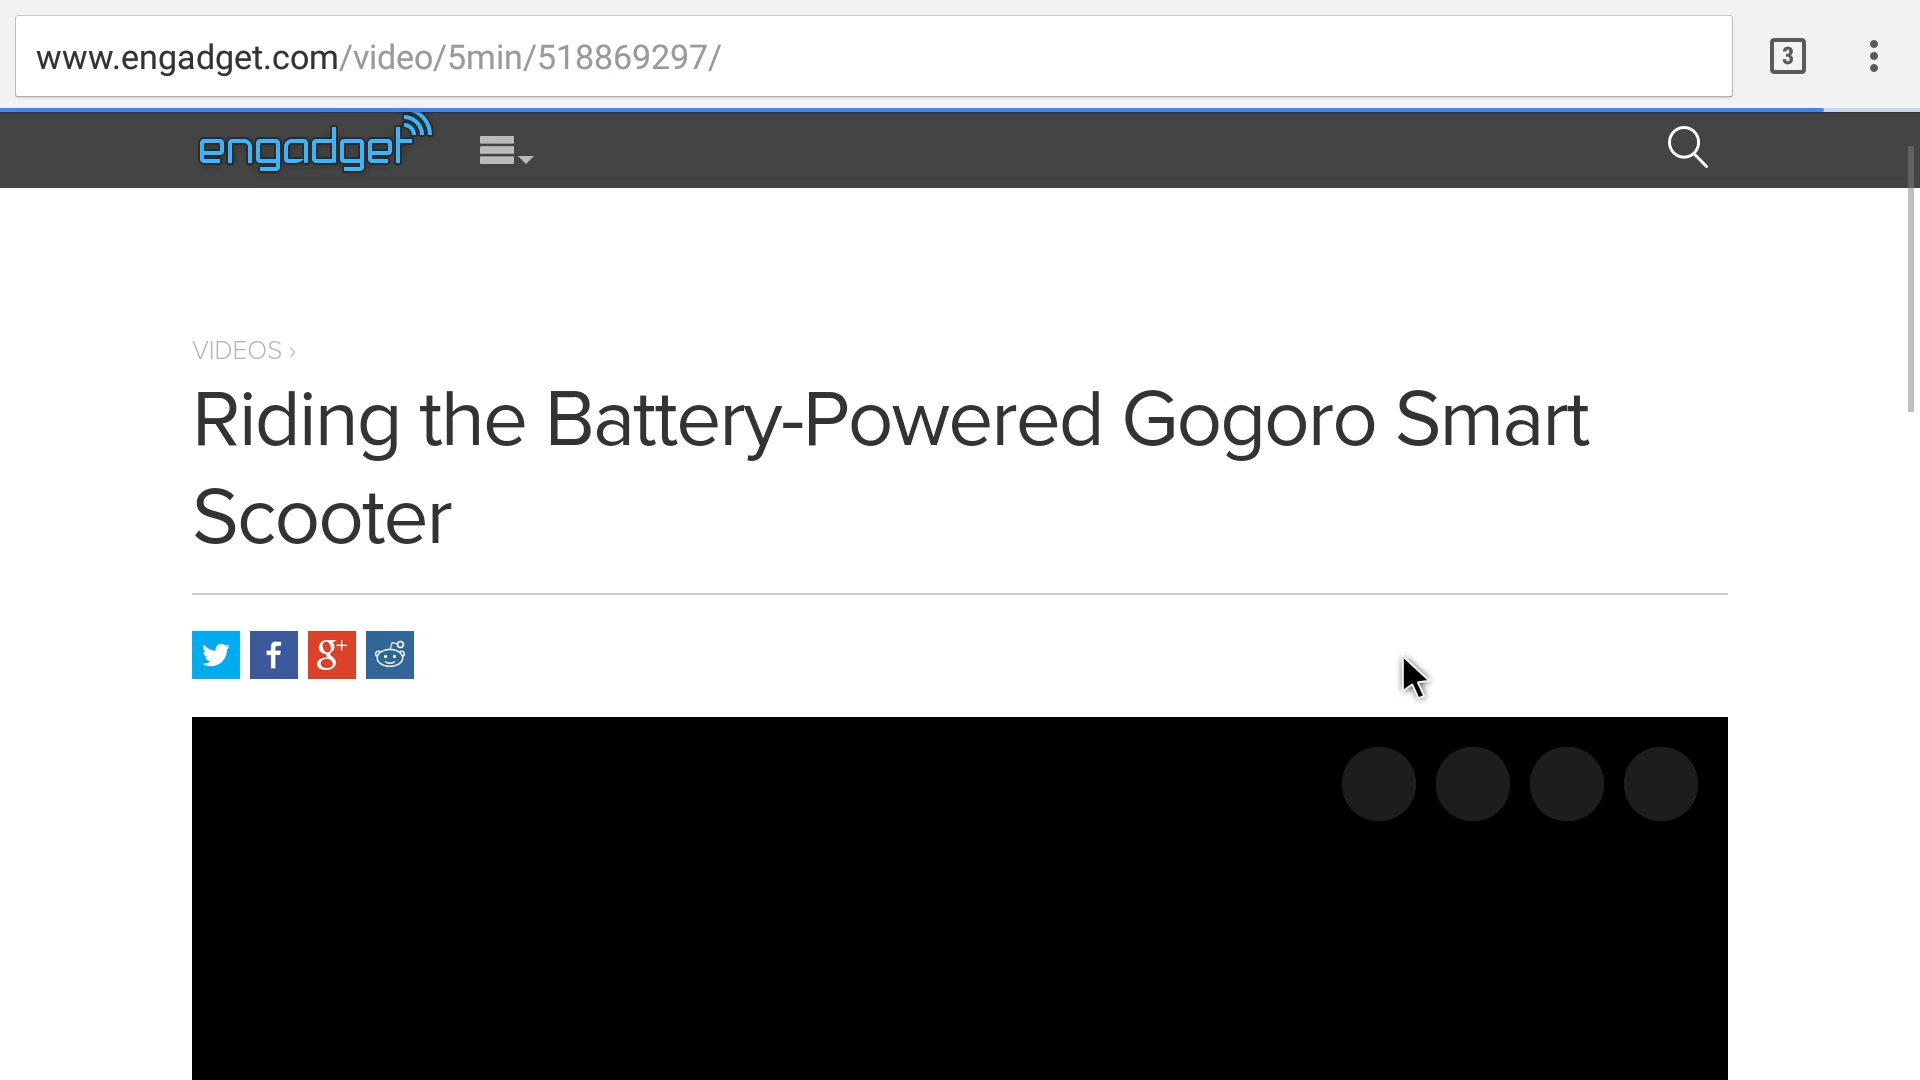 www.engadget.com/video/5min/518869297/
3
engadget
VIDEOS ›
Riding the Battery-Powered Gogoro Smart
Scooter
f
g+